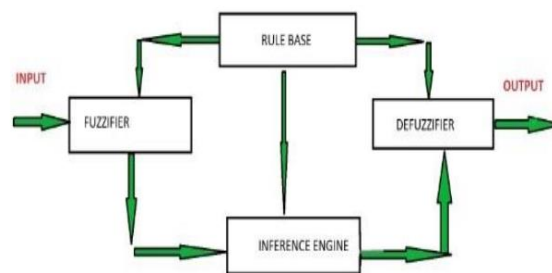 RULE BASE
INPUT
OUTPUT
FUZZIFIER
DEFUZZIFIER
INFERENCE ENGINE